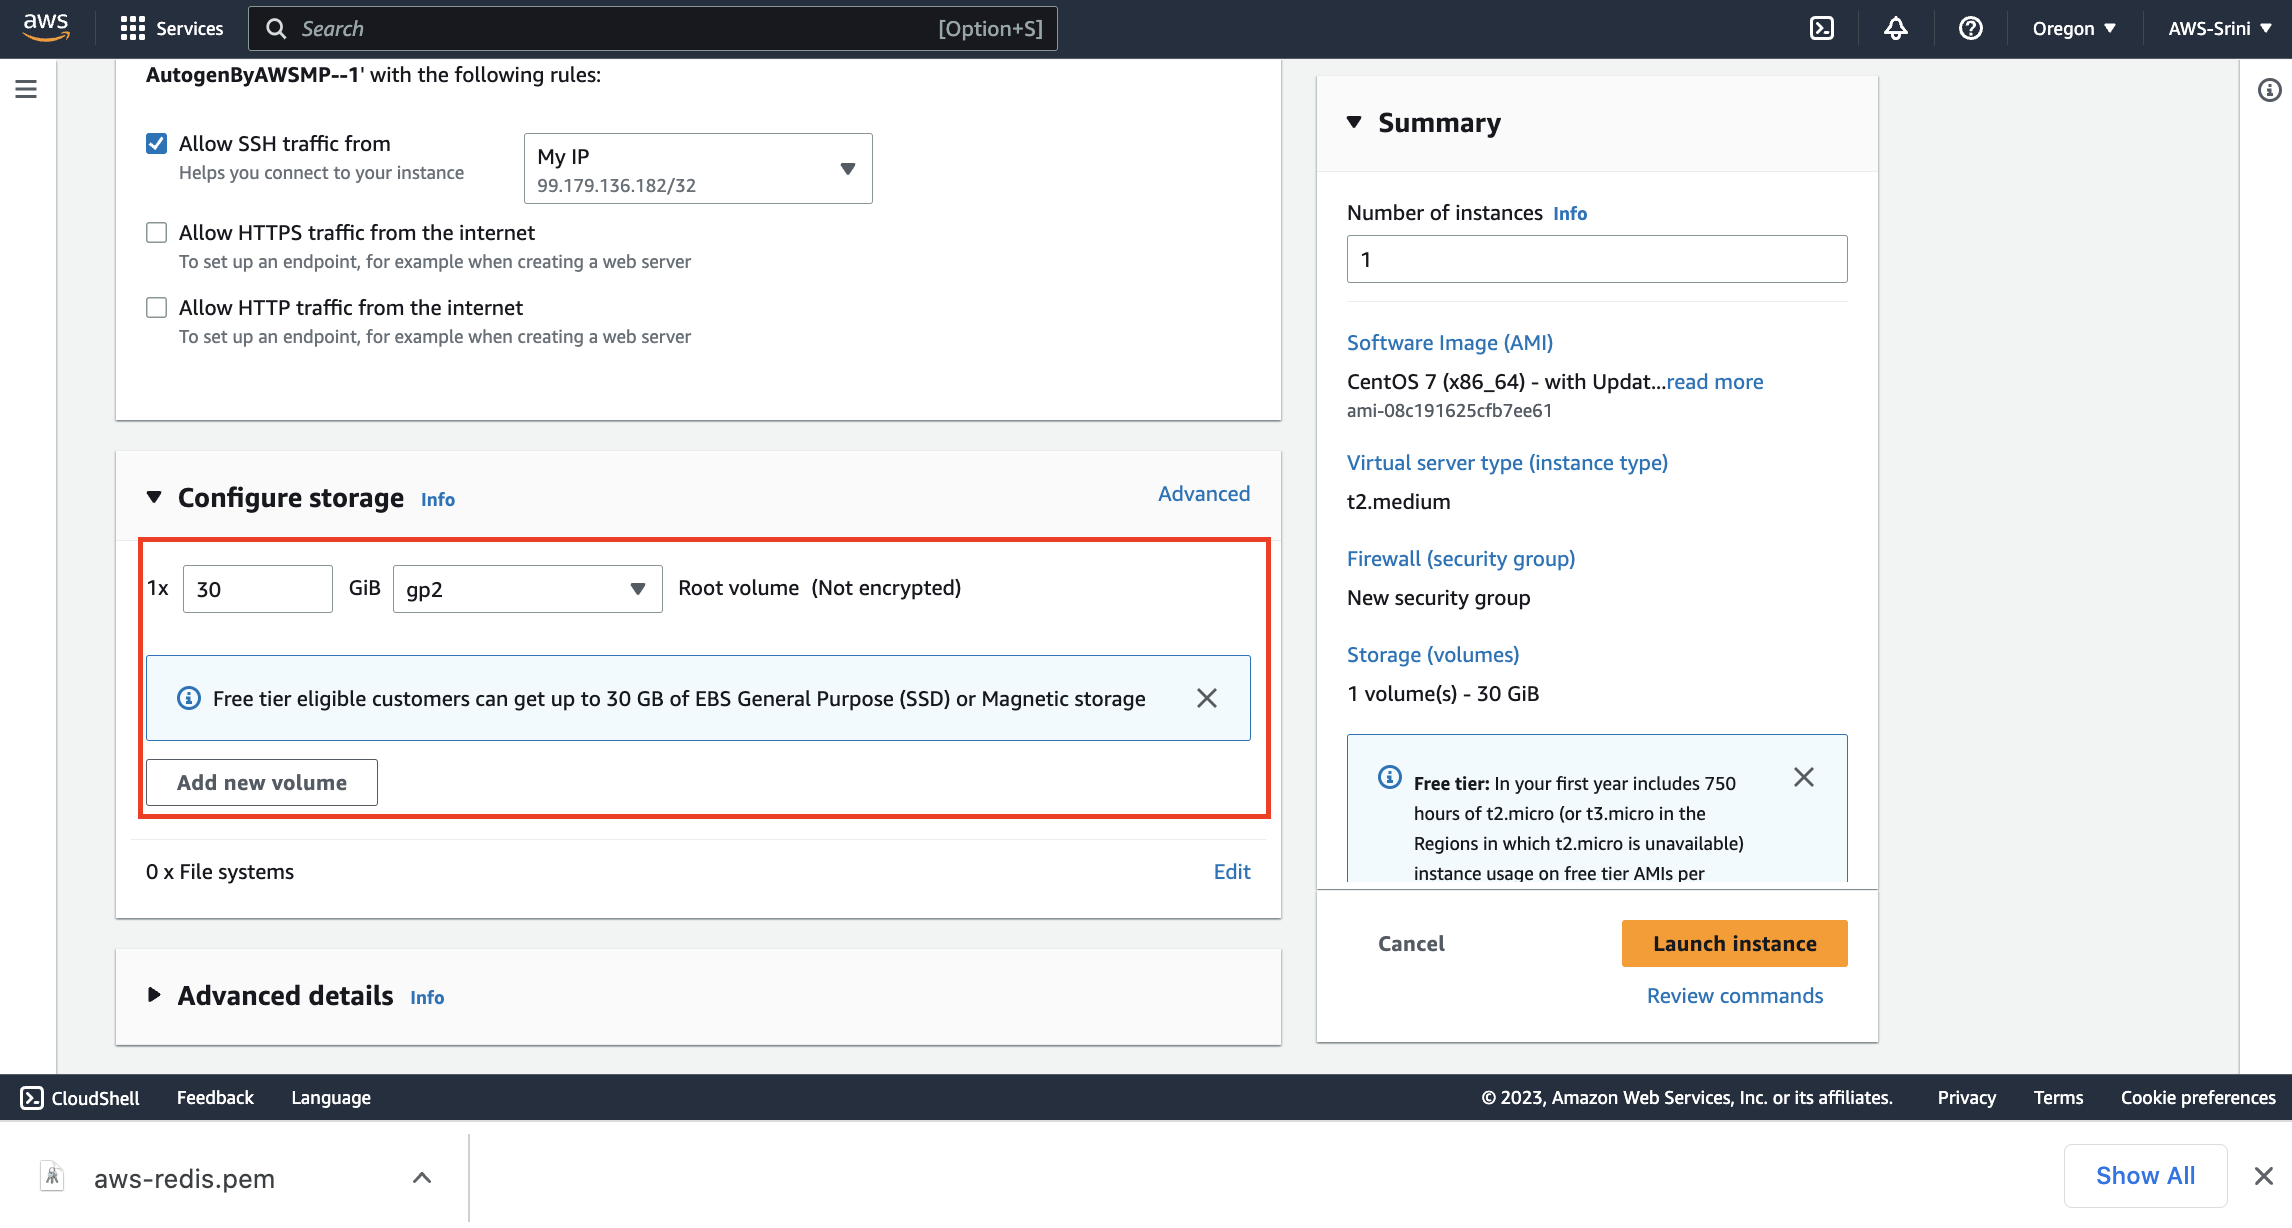 aws
Services
Search
[Option+S]
Oregon
AWS-Srini
AutogenByAWSMP--1' with the following rules:
Allow SSH traffic from
Helps you connect to your instance
My IP
99.179.136.182/32
Allow HTTPS traffic from the internet
To set up an endpoint, for example when creating a web server
Allow HTTP traffic from the internet
To set up an endpoint, for example when creating a web server
Configure storage Info
Advanced
1x 30 GiB gp2 Root volume (Not encrypted)
Free tier eligible customers can get up to 30 GB of EBS General Purpose (SSD) or Magnetic storage
Add new volume
0 x File systems
Edit
Advanced details Info
Summary
Number of instances Info
1
Software Image (AMI)
CentOS 7 (x86_64) - with Updat...read more
ami-08c191625cfb7ee61
Virtual server type (instance type)
t2.medium
Firewall (security group)
New security group
Storage (volumes)
1 volume(s) - 30 GiB
Free tier: In your first year includes 750
hours of t2.micro (or t3.micro in the
Regions in which t2.micro is unavailable)
instance usage on free tier AMIs per
Cancel
Launch instance
Review commands
CloudShell
Feedback
Language
© 2023, Amazon Web Services, Inc. or its affiliates.
Privacy
Terms
Cookie preferences
aws-redis.pem
Show All